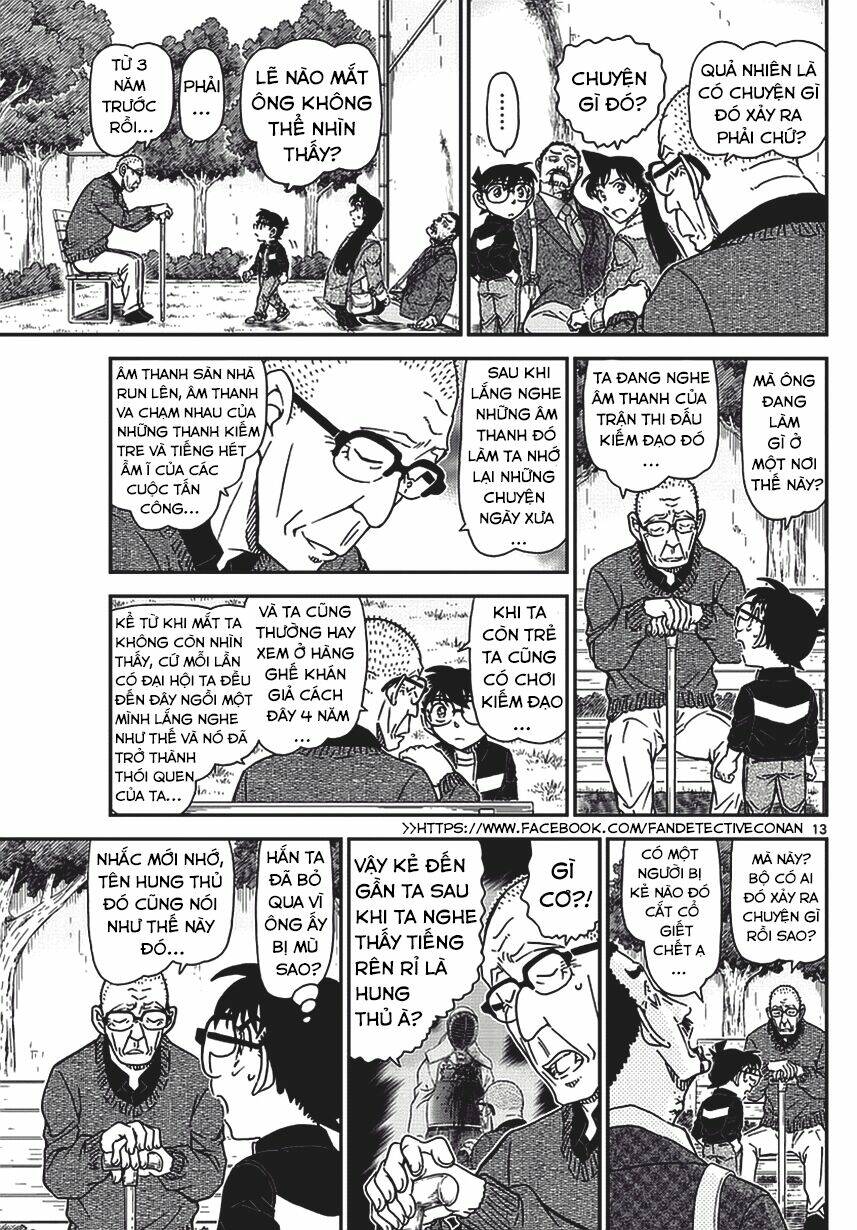 QUẢ NHIÊN LÀ
CÓ CHUYỆN GÌ
ĐÓ XẢY RA
PHẢI CHỨ?
CHUYỆN
GÌ ĐÓ?
......
LẼ NÀO MẮT
ÔNG KHÔNG
THỂ NHÌN
THẤY?
PHẢI
...
TỪ 3
NĂM
TRƯỚC
RỒI...
MÀ ÔNG
ĐANG
LÀM
GÌ Ở
MỘT NƠI
THẾ NÀY?
TA ĐANG NGHE
ÂM THANH CỦA
TRẬN THI ĐẤU
KIẾM ĐẠO ĐÓ
...
SAU KHI
LẮNG NGHE
NHỮNG ÂM
THANH ĐÓ
LÀM TA NHỚ
LẠI NHỮNG
CHUYỆN
NGÀY XƯA
...
ÂM THANH SÀN NHÀ
RUN LÊN, ÂM THANH
VA CHẠM NHAU CỦA
NHỮNG THANH KIẾM
TRE VÀ TIẾNG HÉT
ẦM Ĩ CỦA CÁC
CUỘC TẤN
CÔNG...
KHI TA
CÒN TRẺ
TA CŨNG
CÓ CHƠI
KIẾM ĐẠO
...
VÀ TA CŨNG
THƯỜNG HAY
XEM Ở HÀNG
GHẾ KHÁN
GIẢ CÁCH
ĐÂY 4 NĂM
...
KỂ TỪ KHI MẮT TA
KHÔNG CÒN NHÌN
THẤY, CỨ MỖI LẦN
CÓ ĐẠI HỘI TA ĐỀU
ĐẾN ĐÂY NGỒI MỘT
MÌNH LẮNG NGHE
NHƯ THẾ VÀ NÓ ĐÃ
TRỞ THÀNH
THÓI QUEN
CỦA TA...
>>HTTPS://WWW.FACEBOOK.COM/FANDETECTIVECONAN 13
MÀ NÀY?
BỘ CÓ AI
ĐÓ XẢY RA
CHUYỆN GÌ
RỒI SAO?
CÓ MỘT
NGƯỜI BỊ
KẺ NÀO ĐÓ
CẮT CỔ
GIẾT
CHẾT Ạ
...
GÌ
CƠ?!
VẬY KẺ ĐẾN
GẦN TA SAU
KHI TA NGHE
THẤY TIẾNG
RÊN RỈ LÀ
HUNG
THỦ À?
HẮN TA
ĐÃ BỎ
QUA VÌ
ÔNG ẤY
BỊ MÙ
SAO?
NHẮC MỚI NHỚ,
TÊN HUNG THỦ
ĐÓ CŨNG NÓI
NHƯ THẾ NÀY
ĐÓ...